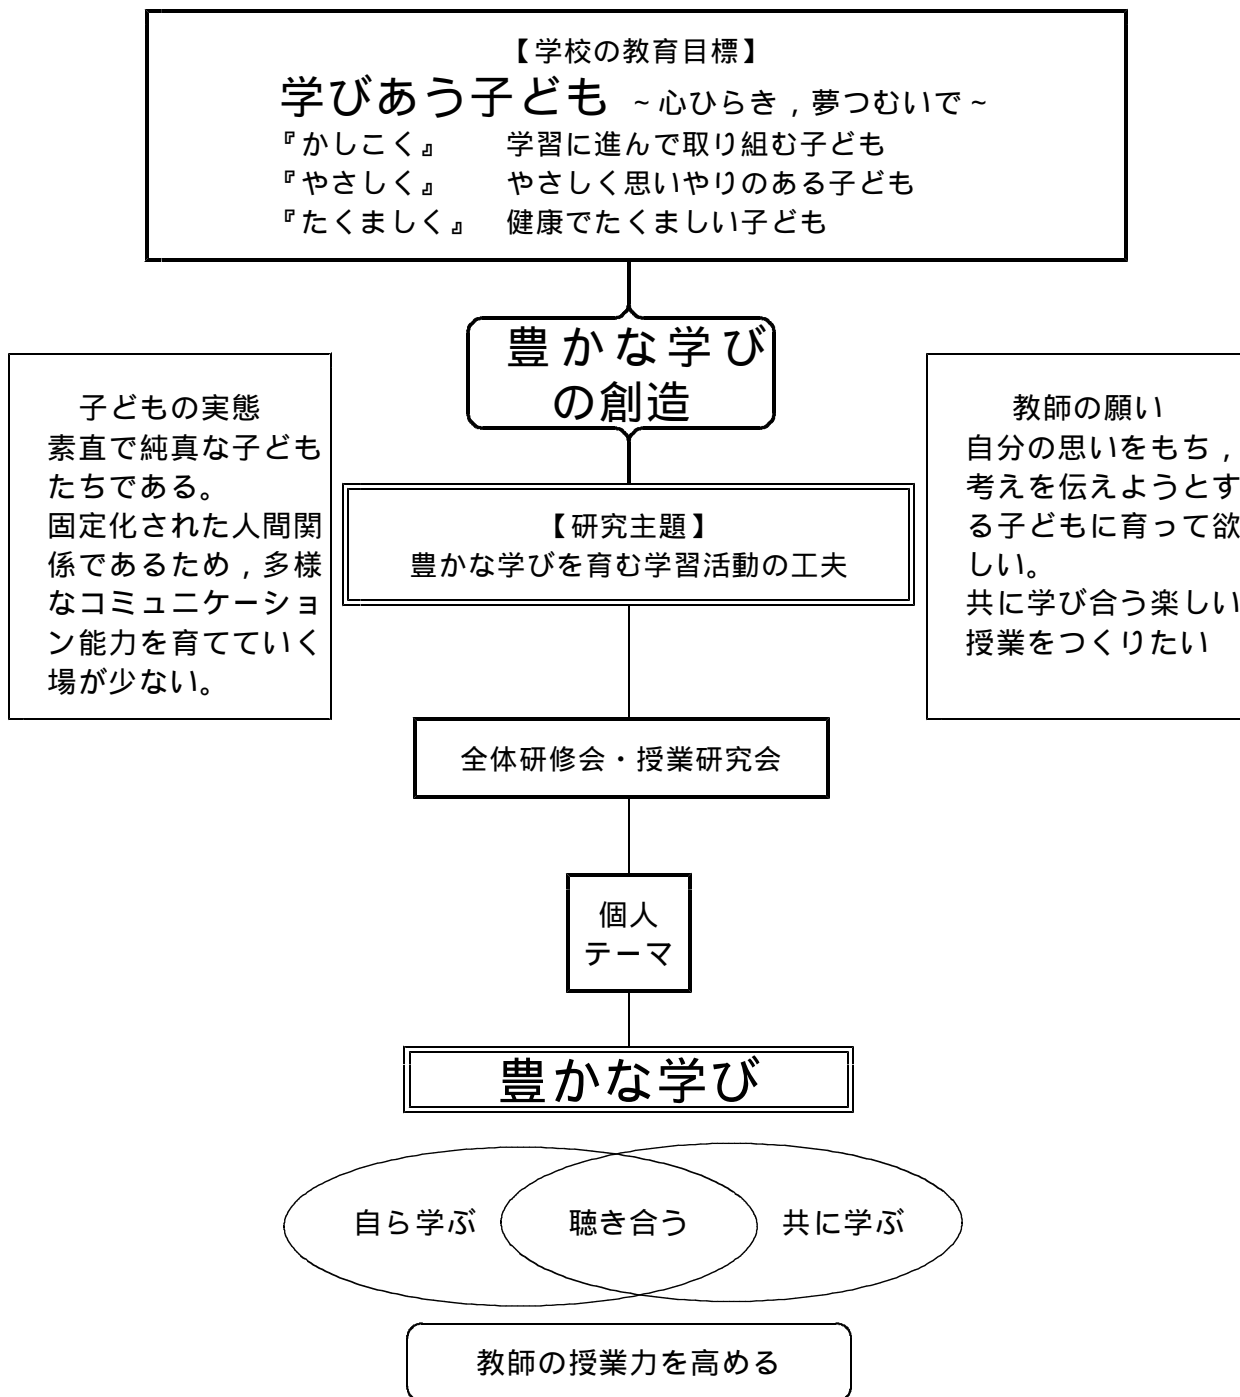 【学校の教育目標】
学びあう子ども ~心ひらき,夢つむいで~
『かしこく』 学習に進んで取り組む子ども
『やさしく』 やさしく思いやりのある子ども
『たくましく』 健康でたくましい子ども
豊かな学び
の創造
子どもの実態
素直で純真な子ども
たちである。
固定化された人間関
係であるため,多様
なコミュニケーショ
ン能力を育てていく
場が少ない。
【研究主題】
豊かな学びを育む学習活動の工夫
教師の願い
自分の思いをもち,
考えを伝えようとす
る子どもに育って欲
しい。
共に学び合う楽しい
授業をつくりたい
全体研修会・授業研究会
個人
テーマ
豊かな学び
自ら学ぶ 聴き合う 共に学ぶ
教師の授業力を高める